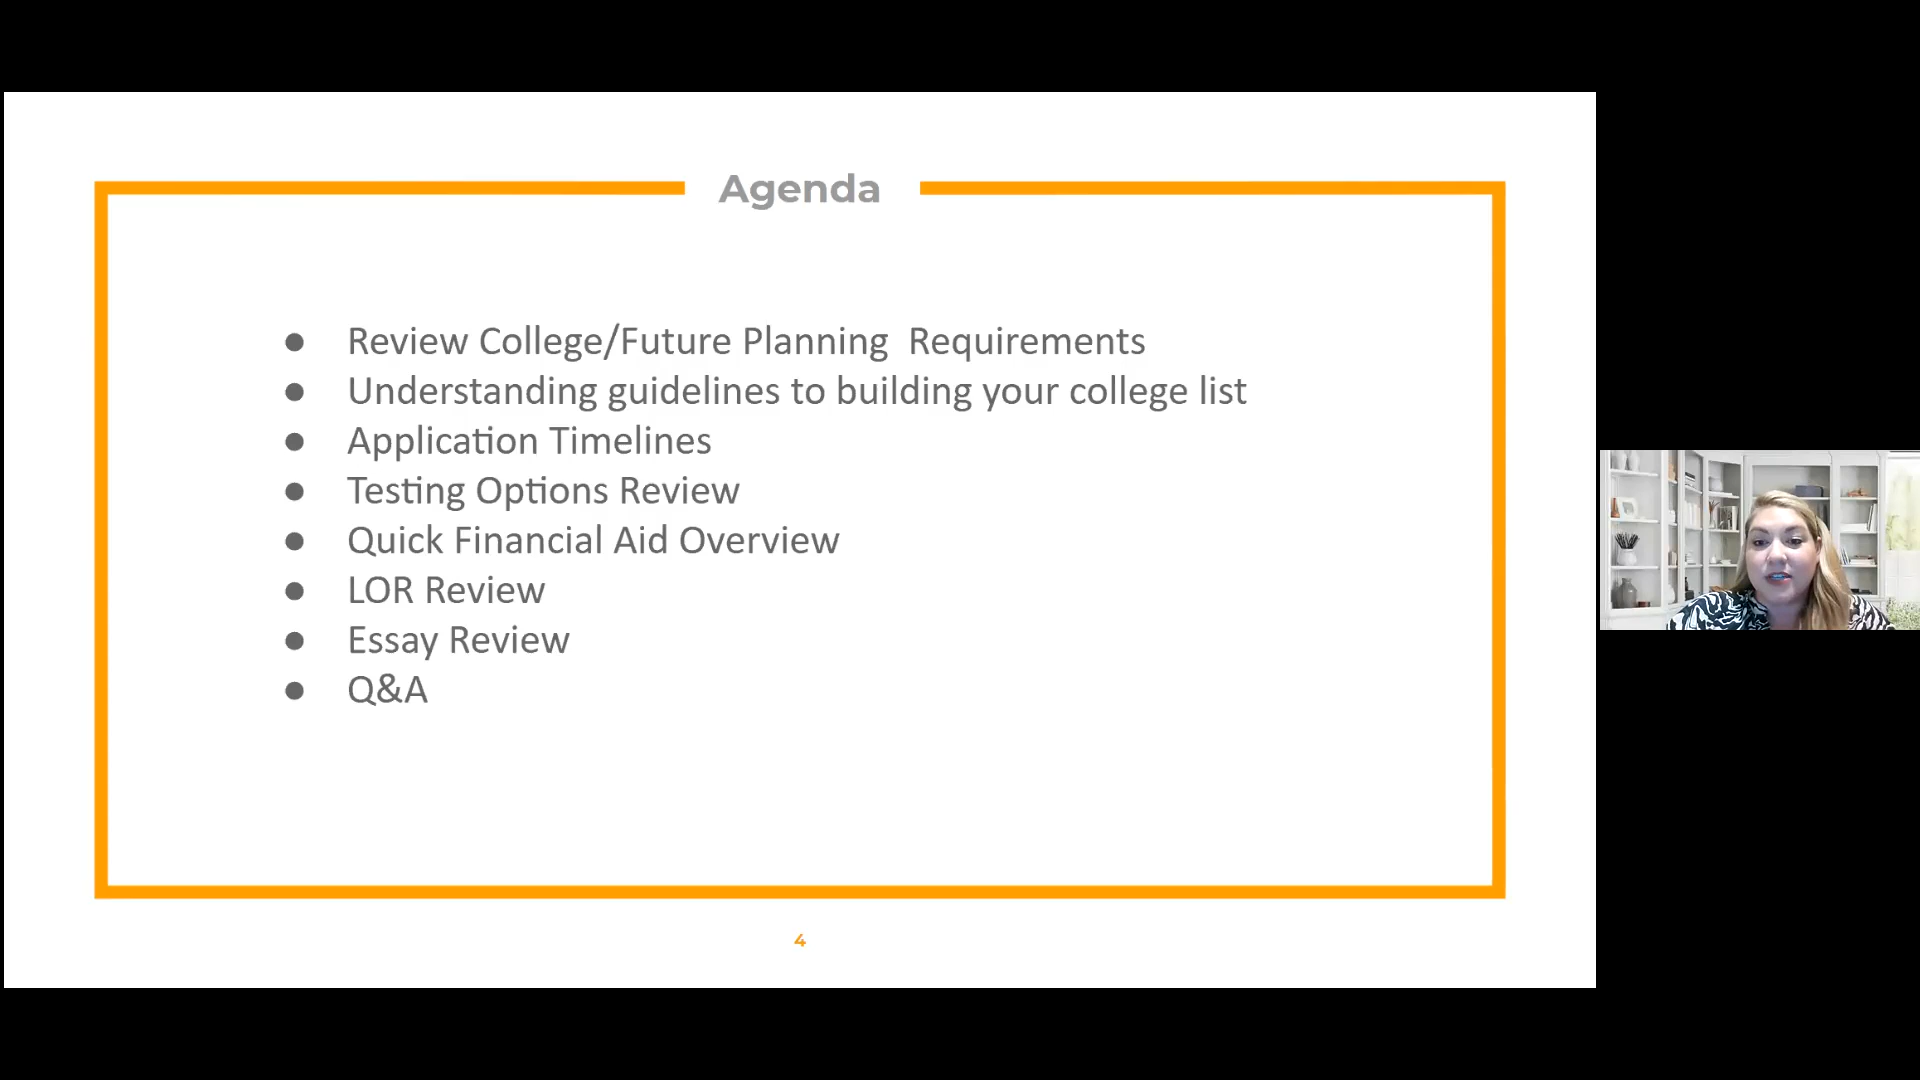 Agenda
● Review College/Future Planning  Requirements
● Understanding guidelines to building your college list
● Application Timelines
● Testing Options Review
● Quick Financial Aid Overview
● LOR Review
● Essay Review
● Q&A
4